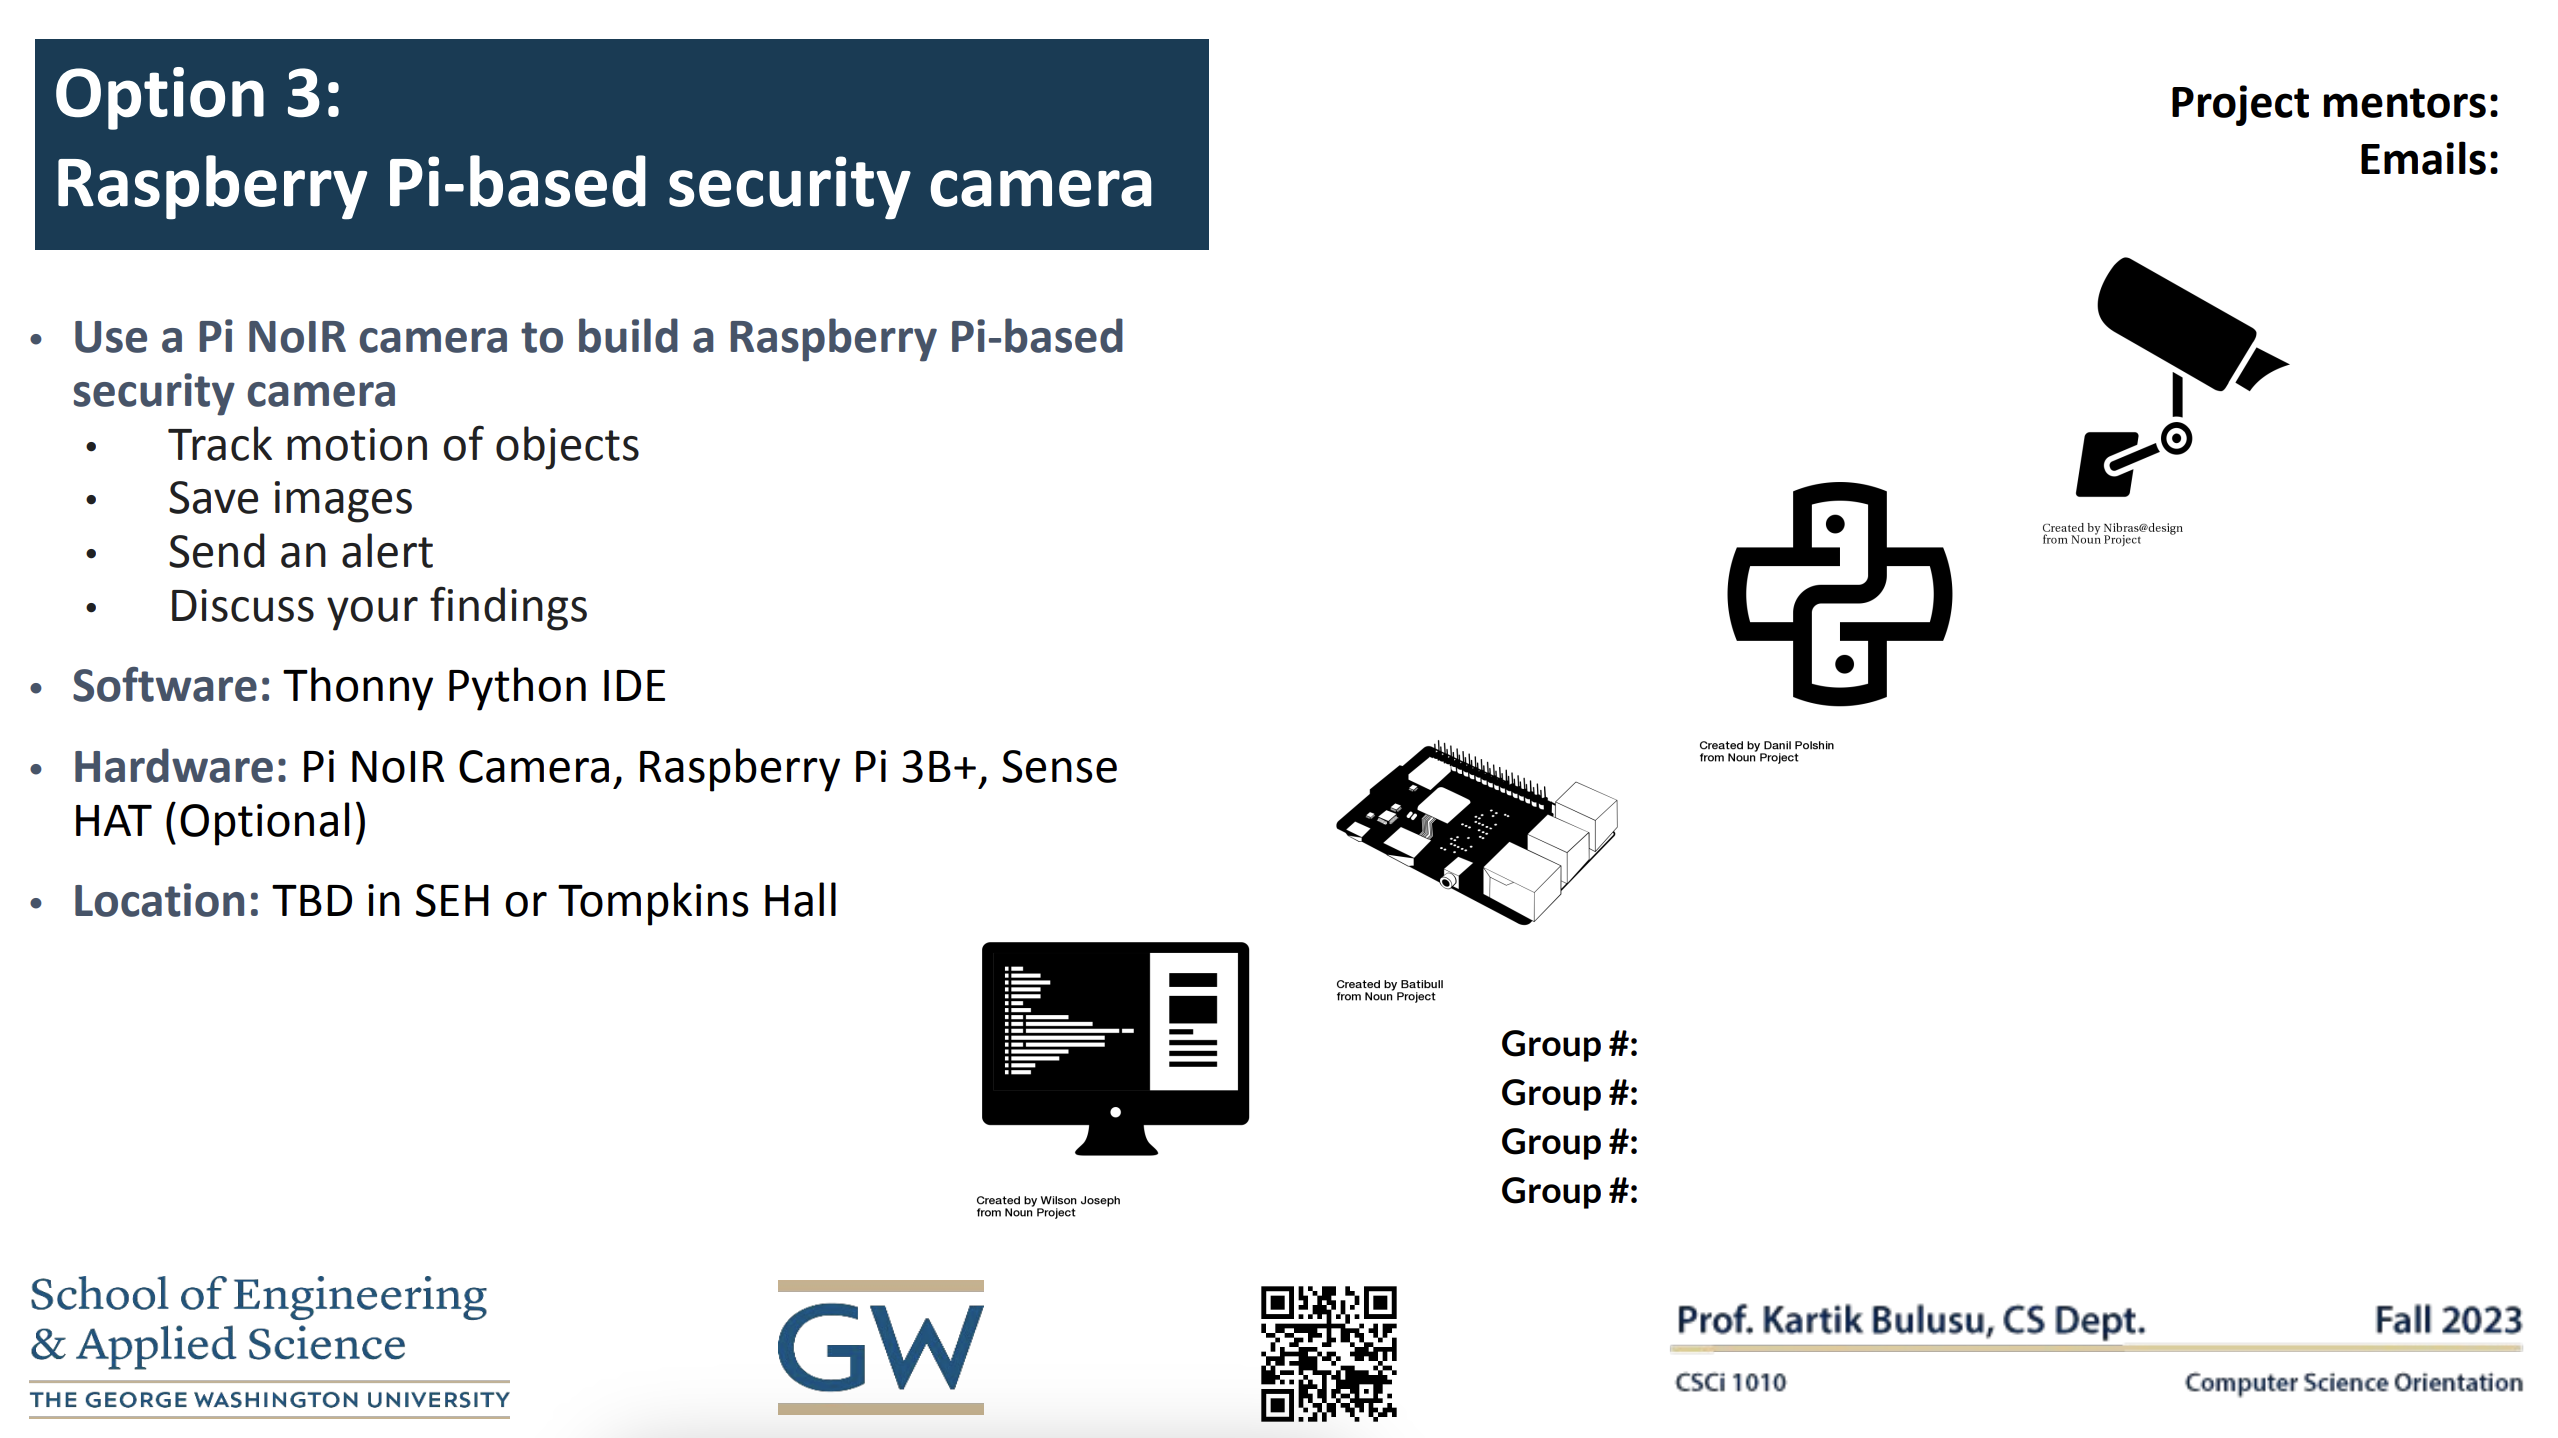 Option 3:
Raspberry Pi-based security camera
Project mentors:
Emails:
• Use a Pi NoIR camera to build a Raspberry Pi-based
security camera
• Track motion of objects
• Save images
• Send an alert
• Discuss your findings
• Software: Thonny Python IDE
• Hardware: Pi NoIR Camera, Raspberry Pi 3B+, Sense
HAT (Optional)
• Location: TBD in SEH or Tompkins Hall
Created by Nibras@design
from Noun Project
Created by Danil Polshin
from Noun Project
Created by Batibull
from Noun Project
Created by Wilson Joseph
from Noun Project
Group #:
Group #:
Group #:
Group #:
School of Engineering
& Applied Science
THE GEORGE WASHINGTON UNIVERSITY
GW
Prof. Kartik Bulusu, CS Dept. Fall 2023
CSCi 1010 Computer Science Orientation